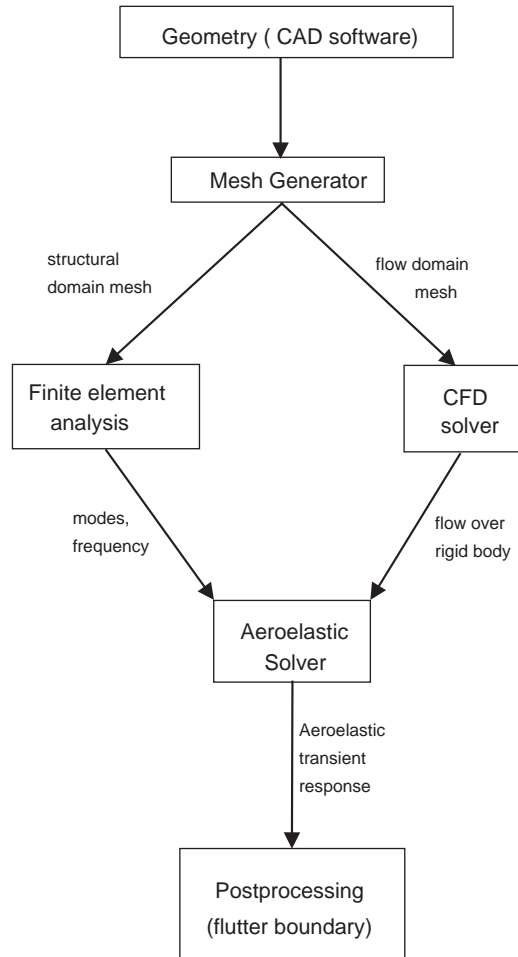 Geometry ( CAD software)
Mesh Generator
structural
domain mesh
flow domain
mesh
Finite element
analysis
CFD
solver
modes,
frequency
flow over
rigid body
Aeroelastic
Solver
Aeroelastic
transient
response
Postprocessing
(flutter boundary)